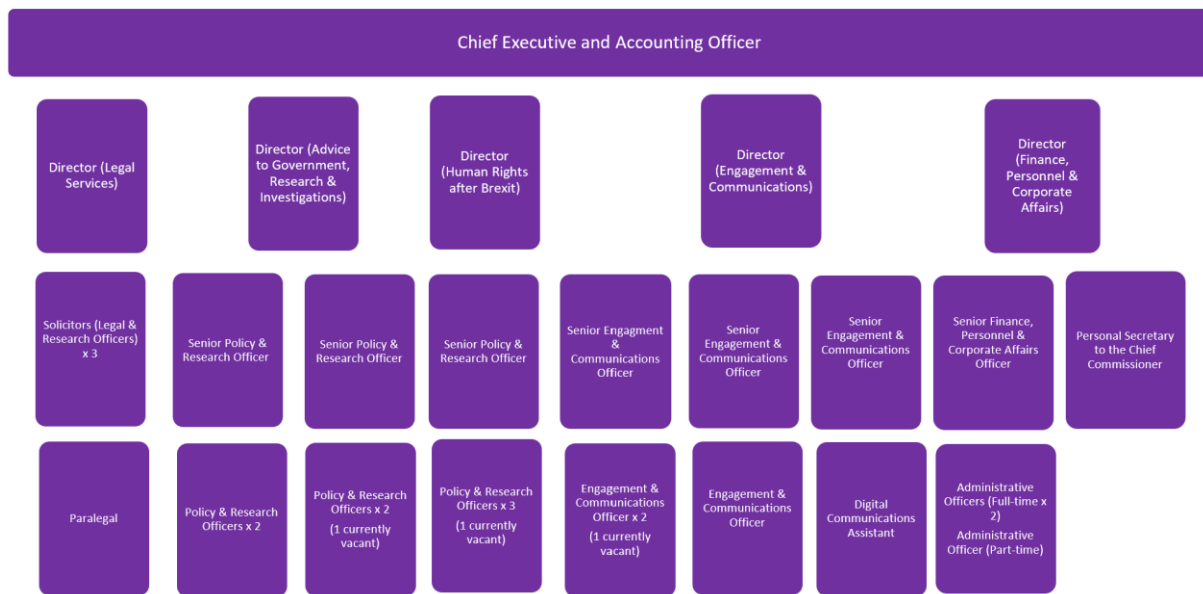 Chief Executive and Accounting Officer
Director (Legal
Services)
Director (Advice
to Government,
Research &
Investigations)
Director
(Human Rights
after Brexit)
Director
(Engagement &
Communications)
Director
(Finance,
Personnel &
Corporate
Affairs)
Solicitors (Legal &
Research Officers)
x 3
Senior Policy &
Research Officer
Senior Policy &
Research Officer
Senior Policy &
Research Officer
Senior Engagment
&
Communications
Officer
Senior
Engagement &
Communications
Officer
Senior
Engagement &
Communications
Officer
Senior Finance,
Personnel &
Corporate Affairs
Officer
Personal Secretary
to the Chief
Commissioner
Paralegal
Policy & Research
Officers x 2
Policy & Research
Officers x 2
(1 currently
vacant)
Policy & Research
Officers x 3
(1 currently
vacant)
Engagement &
Communications
Officer x 2
(1 currently
vacant)
Engagement &
Communications
Officer
Digital
Communications
Assistant
Administrative
Officers (Full-time x
2)
Administrative
Officer (Part-time)